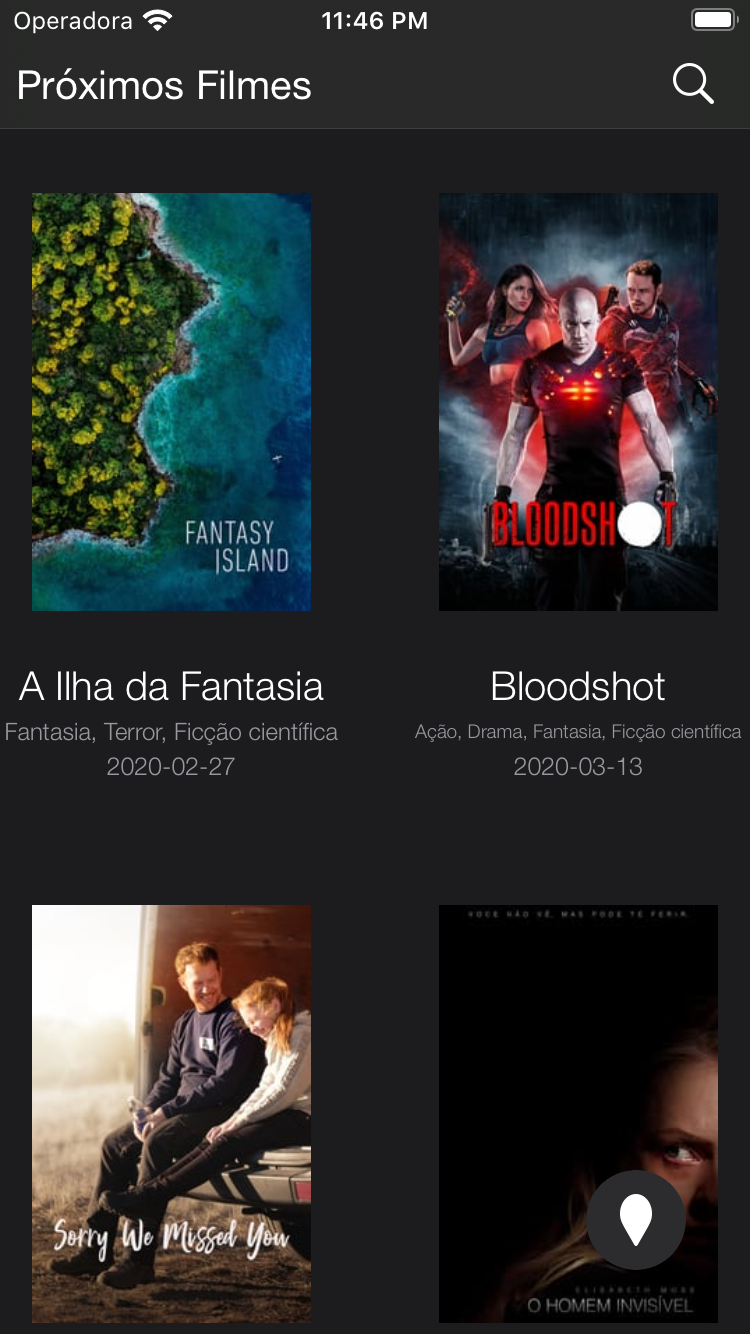 Operadora 11:46 PM
Próximos Filmes
FANTASY
ISLAND
BLOODSHOT
A Ilha da Fantasia
Fantasia, Terror, Ficção científica
2020-02-27
Bloodshot
Ação, Drama, Fantasia, Ficção científica
2020-03-13
Sorry We Missed You
VOCÊ NÃO VÊ, MAS PODE TE FERIR.
ELISABETH MOSS
O HOMEM INVISÍVEL